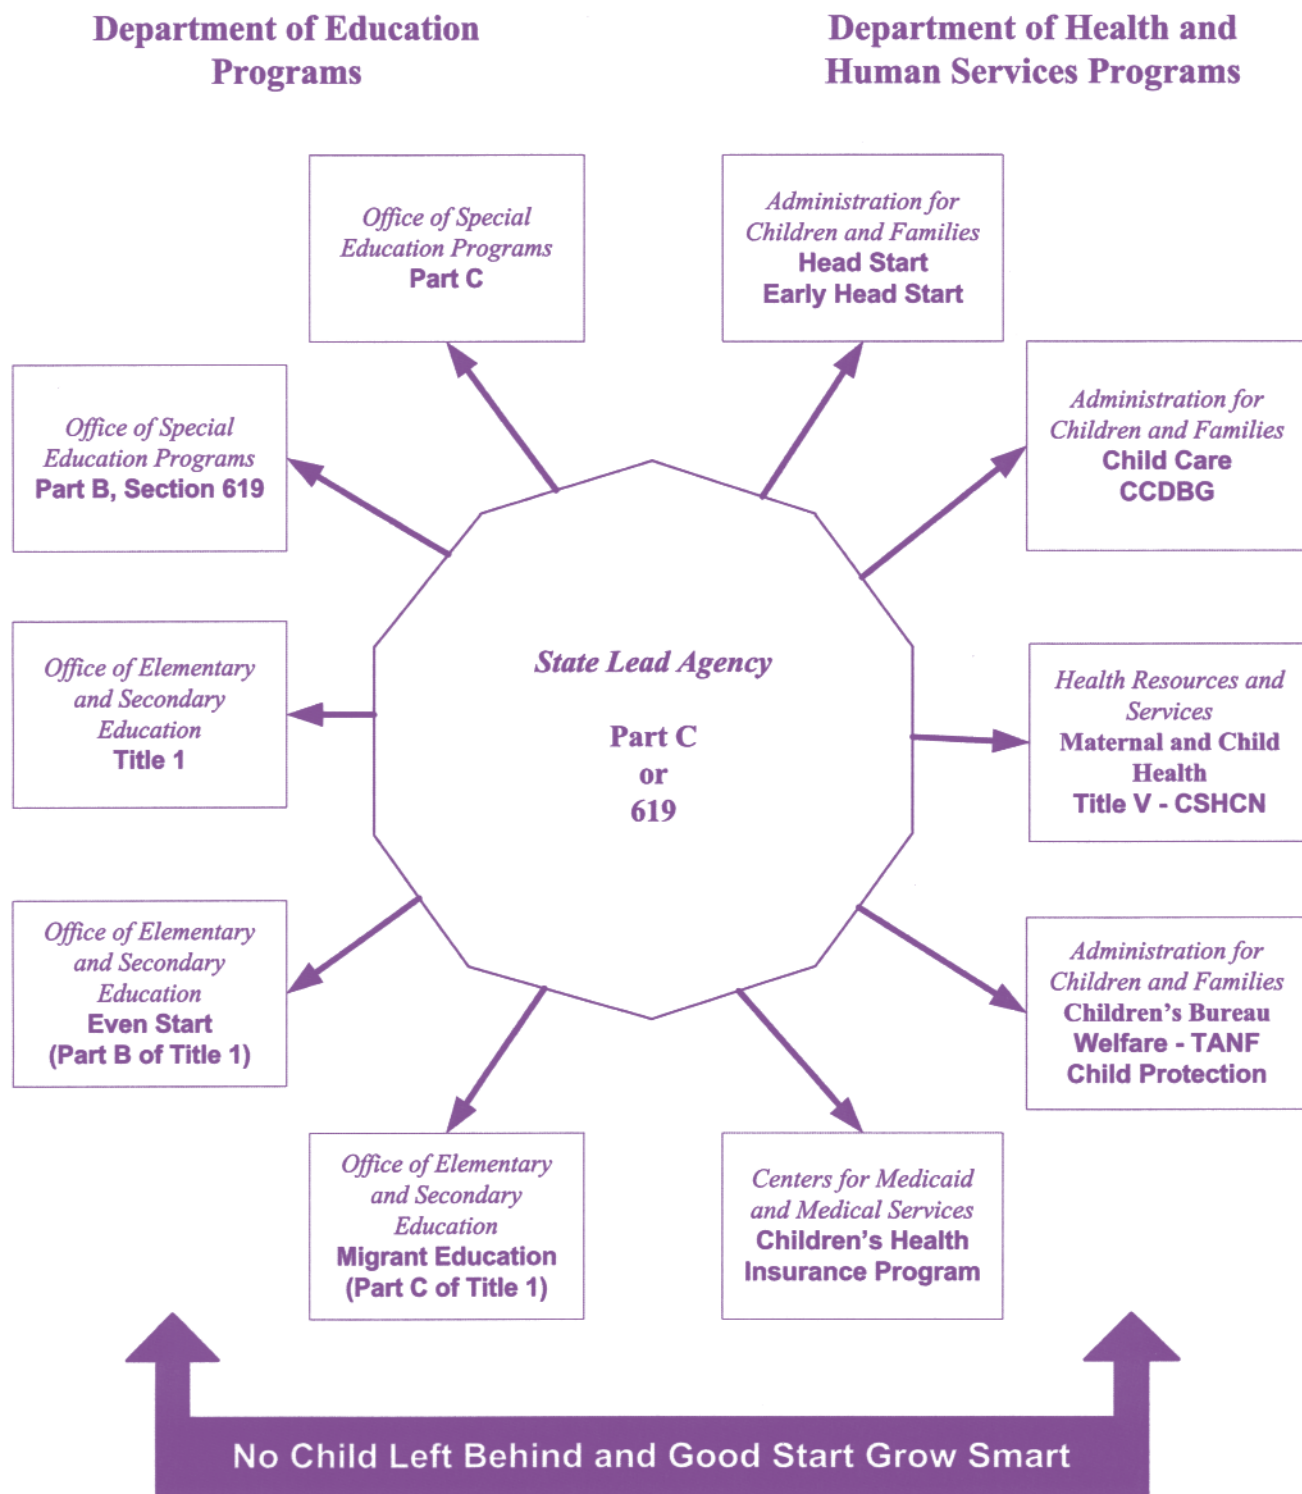 Department of Education
Programs
Department of Health and
Human Services Programs
Office of Special
Education Programs
Part C
Administration for
Children and Families
Head Start
Early Head Start
Office of Special
Education Programs
Part B, Section 619
Administration for
Children and Families
Child Care
CCDBG
Office of Elementary
and Secondary
Education
Title 1
State Lead Agency
Part C
or
619
Health Resources and
Services
Maternal and Child
Health
Title V - CSHCN
Office of Elementary
and Secondary
Education
Even Start
(Part B of Title 1)
Administration for
Children and Families
Children's Bureau
Welfare - TANF
Child Protection
Office of Elementary
and Secondary
Education
Migrant Education
(Part C of Title 1)
Centers for Medicaid
and Medical Services
Children's Health
Insurance Program
No Child Left Behind and Good Start Grow Smart